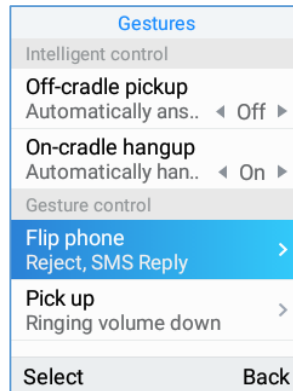 Gestures
Intelligent control
Off-cradle pickup
Automatically ans.. Off
On-cradle hangup
Automatically han.. On
Gesture control
Flip phone
Reject, SMS Reply
Pick up
Ringing volume down
Select Back